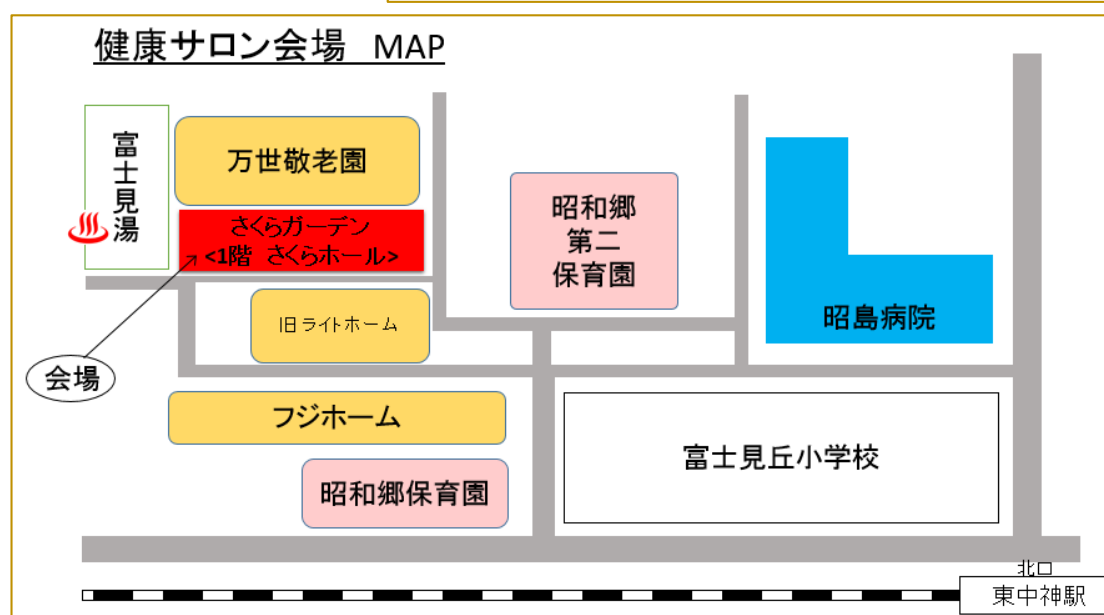 健康サロン会場 MAP
富士見湯
万世敬老園
さくらガーデン
<1階 さくらホール>
昭和郷
第二
保育園
昭島病院
旧ライトホーム
会場
フジホーム
富士見丘小学校
昭和郷保育園
北口
東中神駅